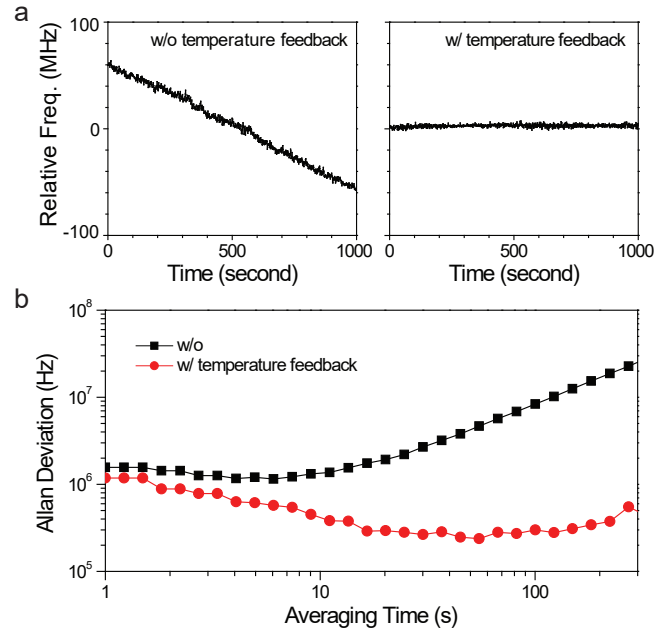 a
w/o temperature feedback
w/ temperature feedback
Relative Freq. (MHz)
100
0
-100
0
500
1000
0
500
1000
Time (second)
Time (second)
b
w/o
w/ temperature feedback
Allan Deviation (Hz)
10^8
10^7
10^6
10^5
1
10
100
Averaging Time (s)